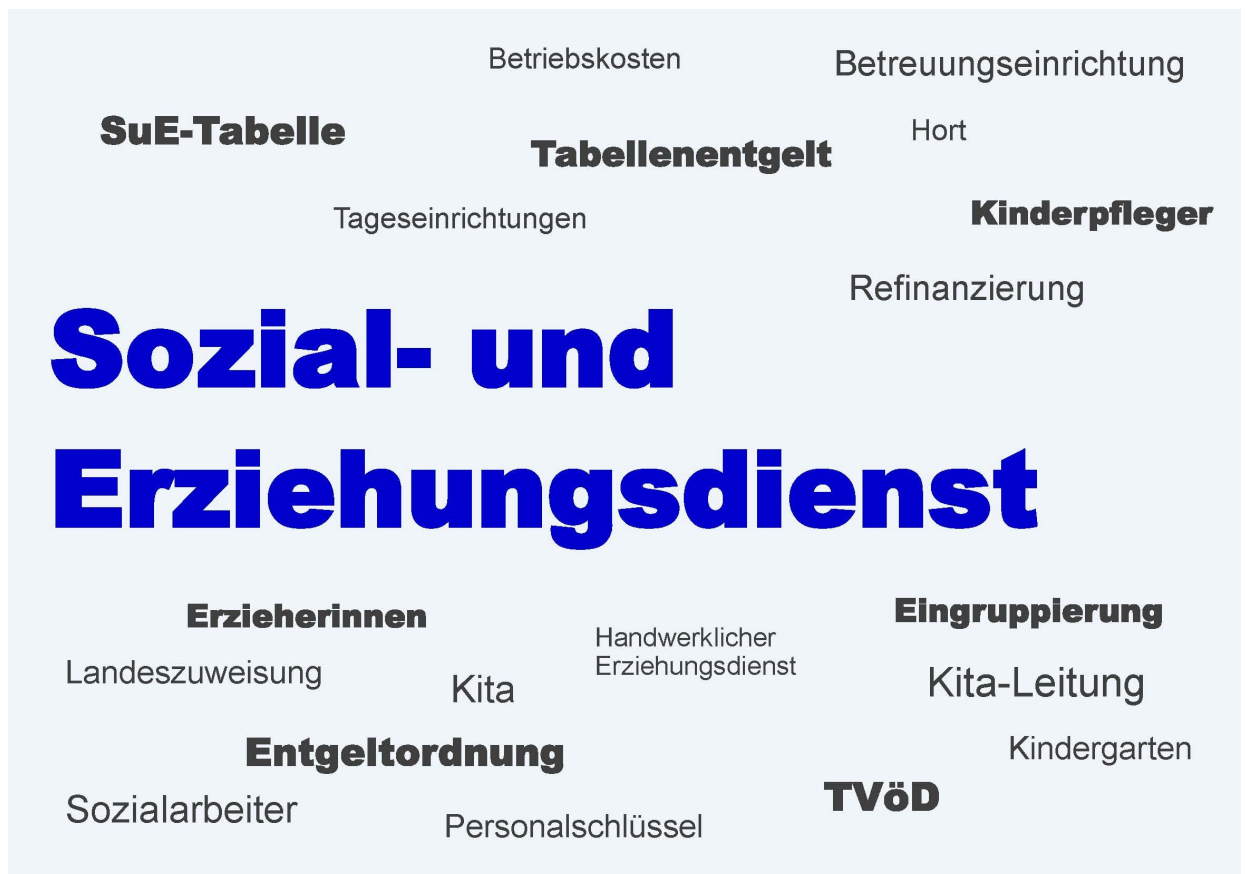 Betriebskosten
Betreuungseinrichtung
SuE-Tabelle
Hort
Tabellenentgelt
Tageseinrichtungen
Kinderpfleger
Refinanzierung
Sozial- und
Erziehungsdienst
Erzieherinnen
Eingruppierung
Handwerklicher
Erziehungsdienst
Landeszuweisung
Kita
Kita-Leitung
Entgeltordnung
Kindergarten
Sozialarbeiter
TVöD
Personalschlüssel